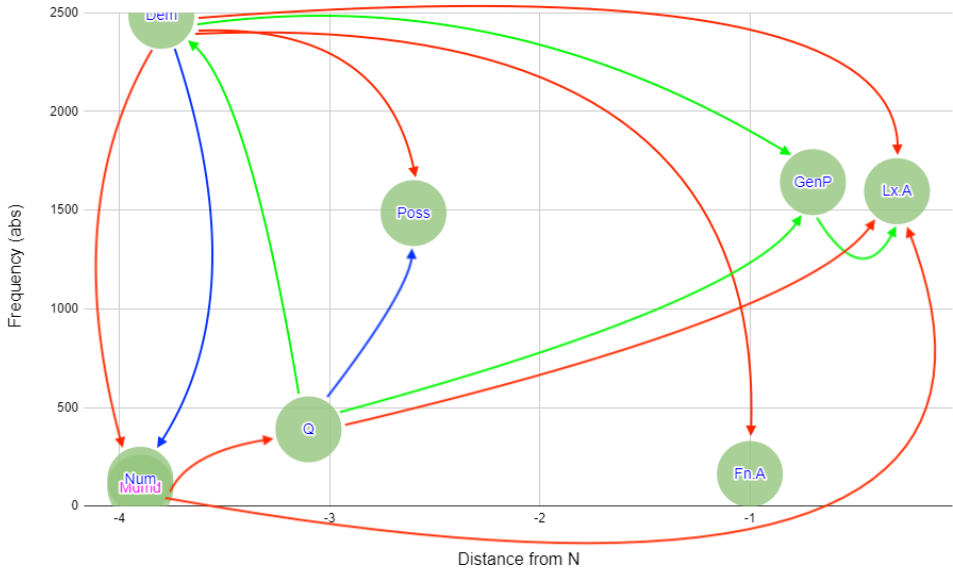 Dem
2500
2000
1500
1000
500
0
Frequency (abs)
GenP
Lx.A
Poss
Q
Num
Fn.A
-4
-3
-2
-1
Distance from N